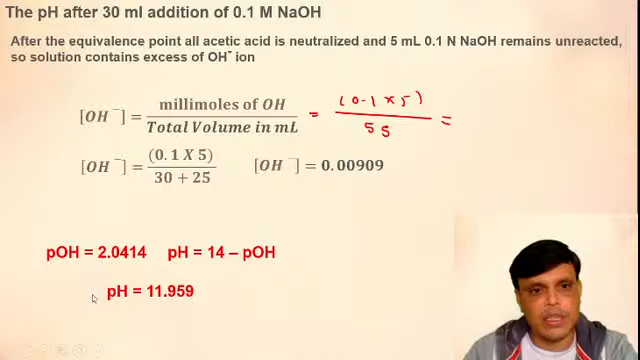 The pH after 30 ml addition of 0.1 M NaOH
After the equivalence point all acetic acid is neutralized and 5 mL 0.1 N NaOH remains unreacted,
so solution contains excess of OH⁻ ion
[OH⁻] = millimoles of OH / Total Volume in mL = (0.1 × 5) / 55 =
[OH⁻] = (0.1 X 5) / 30 + 25 [OH⁻] = 0.00909
pOH = 2.0414 pH = 14 – pOH
pH = 11.959